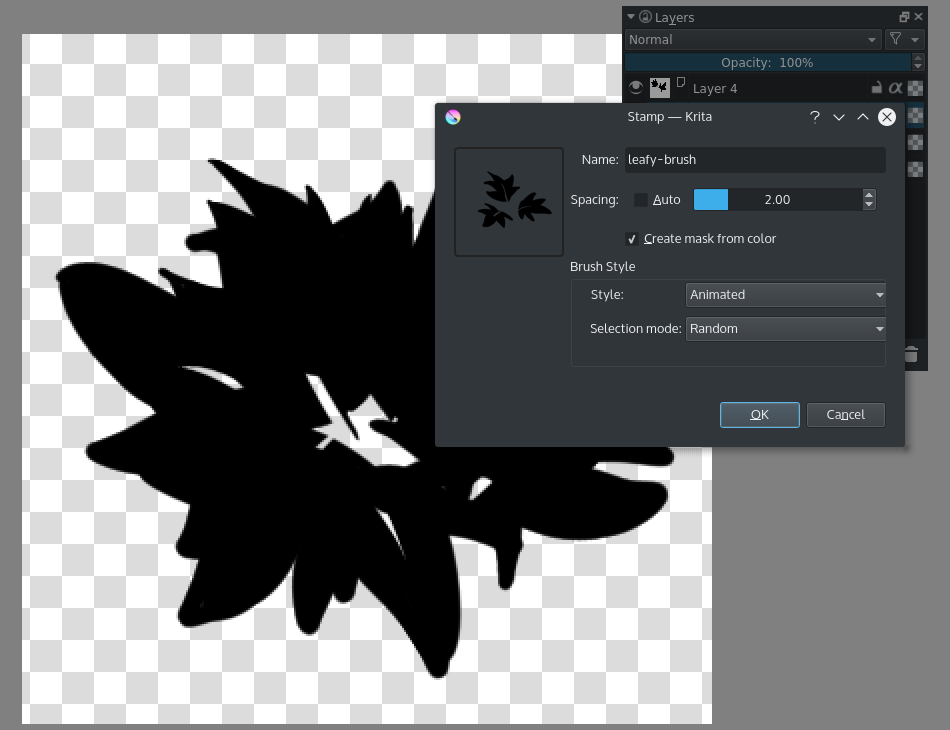 Layers
Normal
Opacity: 100%
Layer 4
Stamp — Krita
Name: leafy-brush
Spacing: Auto 2.00
Create mask from color
Brush Style
Style: Animated
Selection mode: Random
OK Cancel